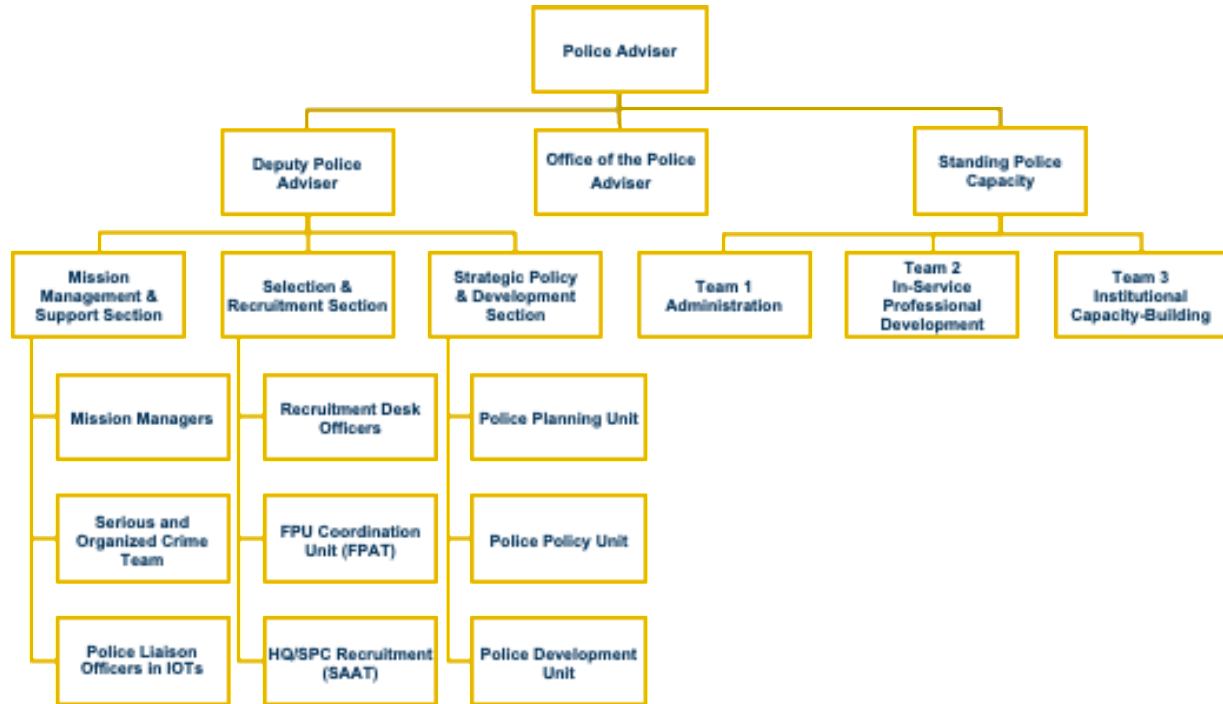 Police Adviser
Deputy Police
Adviser
Office of the Police
Adviser
Standing Police
Capacity
Mission
Management &
Support Section
Selection &
Recruitment Section
Strategic Policy
& Development
Section
Team 1
Administration
Team 2
In-Service
Professional
Development
Team 3
Institutional
Capacity-Building
Mission Managers
Recruitment Desk
Officers
Police Planning Unit
Serious and
Organized Crime
Team
FPU Coordination
Unit (FPAT)
Police Policy Unit
Police Liaison
Officers in IOTs
HQ/SPC Recruitment
(SAAT)
Police Development
Unit